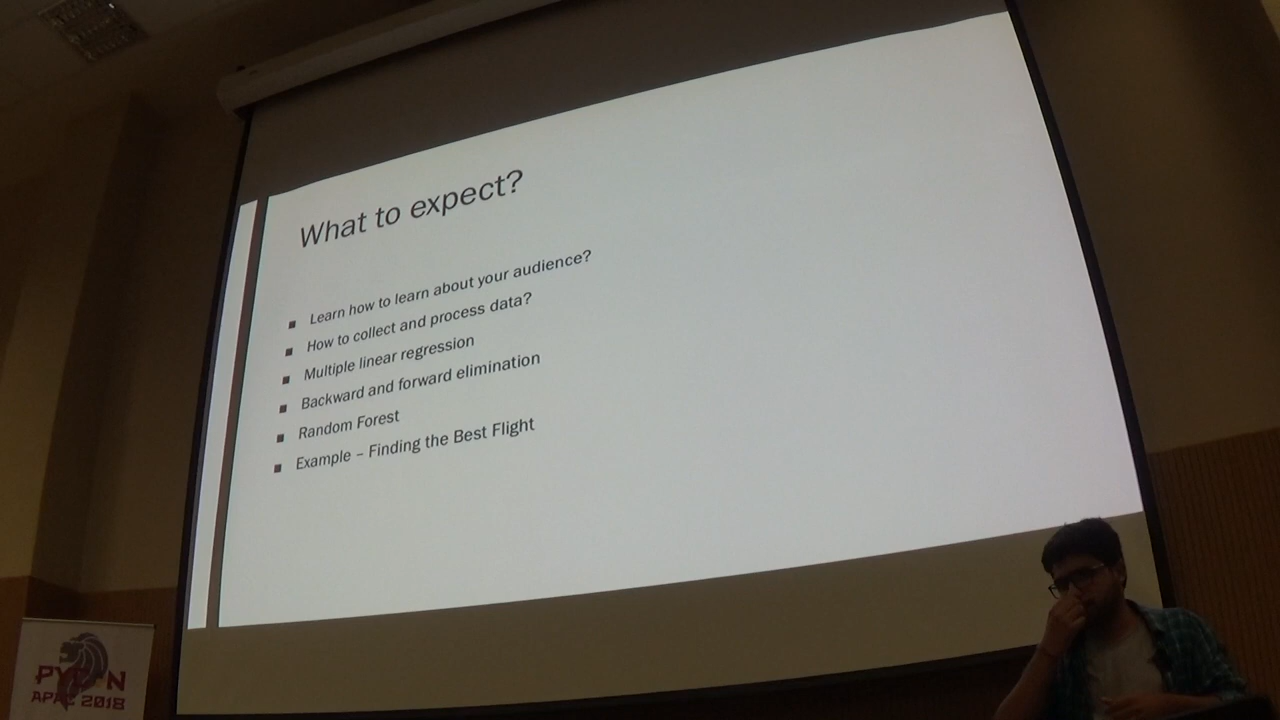 What to expect?
■ Learn how to learn about your audience?
■ How to collect and process data?
■ Multiple linear regression
■ Backward and forward elimination
■ Random Forest
■ Example – Finding the Best Flight
PYCON
APAC 2018